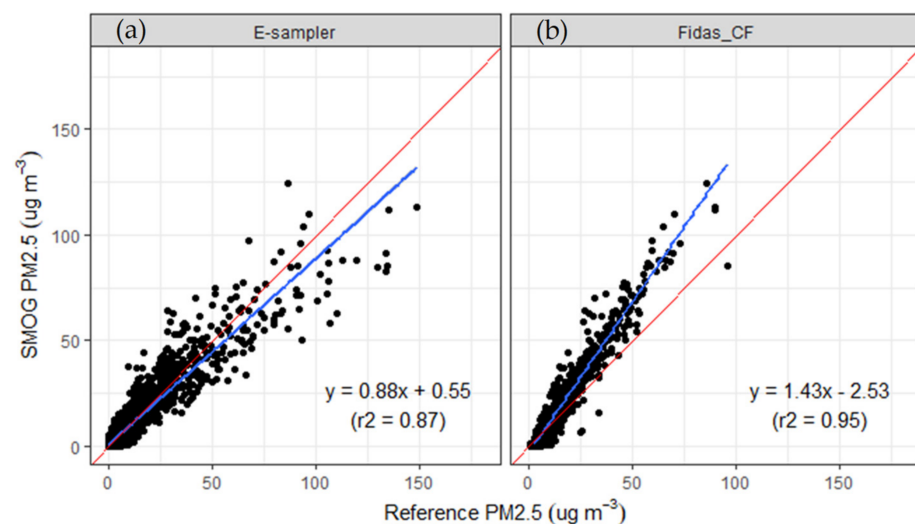 (a) E-sampler
(b) Fidas_CF
SMOG PM2.5 (ug m⁻³)
150
100
50
0
y = 0.88x + 0.55
(r2 = 0.87)
y = 1.43x - 2.53
(r2 = 0.95)
0 50 100 150
0 50 100 150
Reference PM2.5 (ug m⁻³)